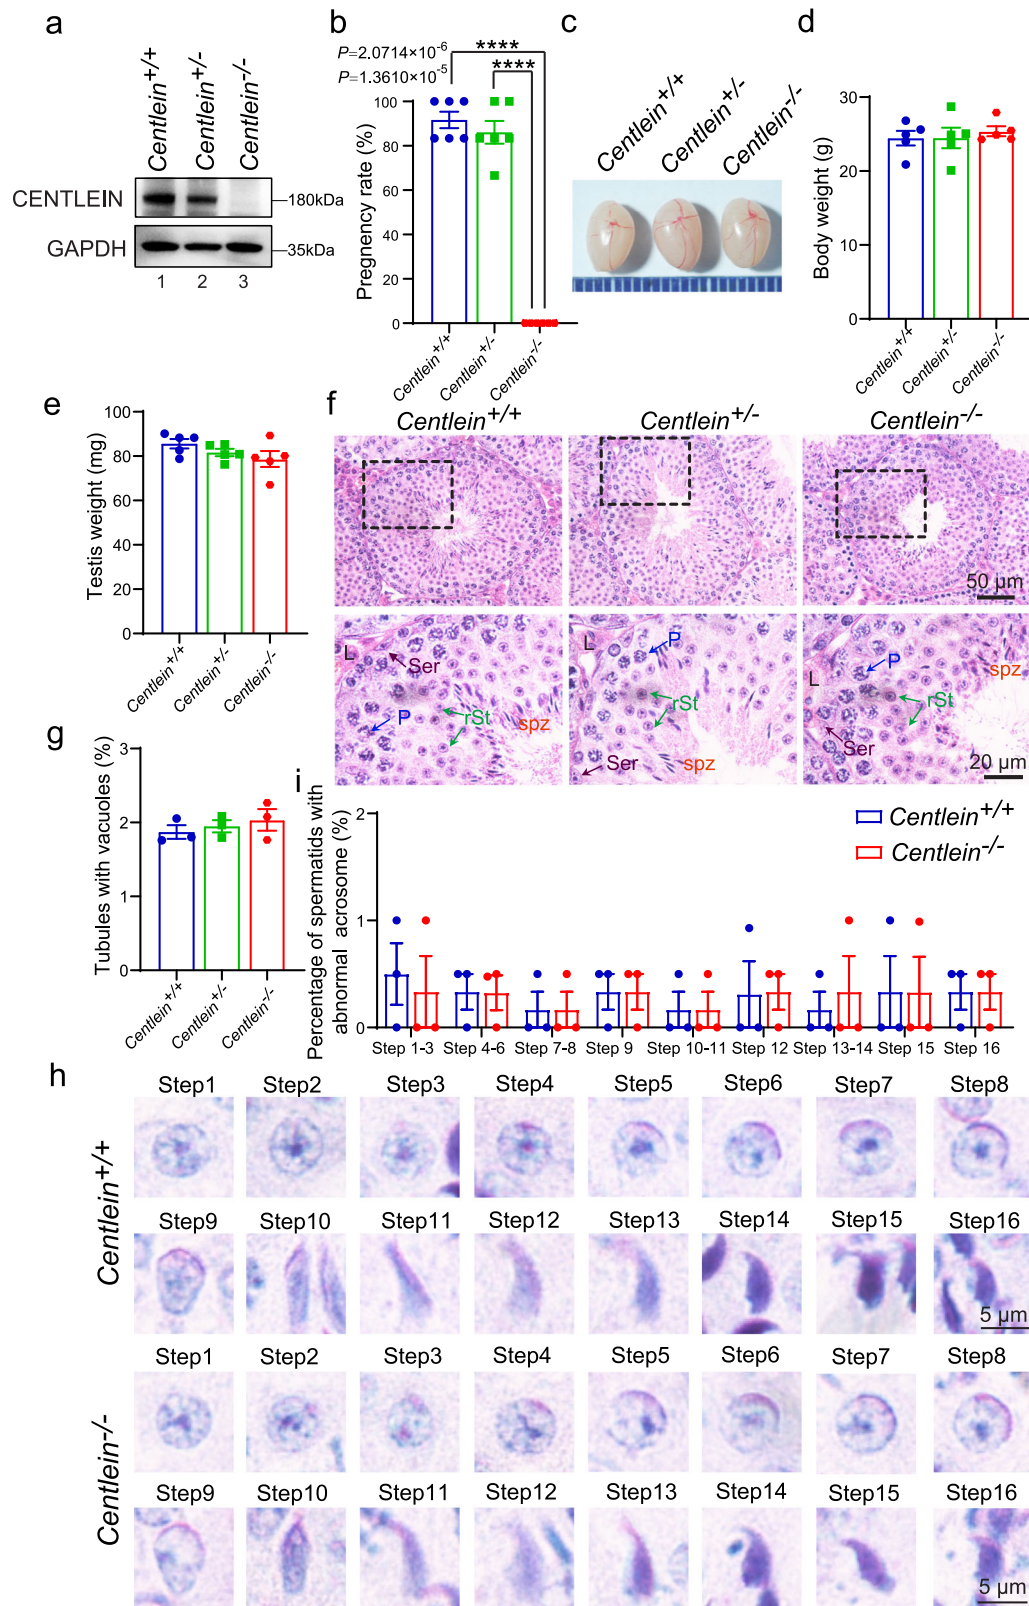 a
Centlein+/+
Centlein+/-
Centlein-/-
CENTLEIN
180kDa
GAPDH
35kDa
1 2 3
b
P=2.0714×10-6
P=1.3610×10-5
****
****
Pregnency rate (%)
100
80
60
40
20
0
Centlein+/+
Centlein+/-
Centlein-/-
c
Centlein+/+
Centlein+/-
Centlein-/-
d
Body weight (g)
30
20
10
0
Centlein+/+
Centlein+/-
Centlein-/-
e
Testis weight (mg)
100
80
60
40
20
0
Centlein+/+
Centlein+/-
Centlein-/-
f
Centlein+/+ Centlein+/- Centlein-/-
50 µm
L
Ser
P
rSt
spz
L
P
rSt
Ser
spz
L
P
spz
rSt
Ser
20 µm
g
Tubules with vacuoles (%)
3
2
1
0
Centlein+/+
Centlein+/-
Centlein-/-
i
Percentage of spermatids with
abnormal acrosome (%)
2
1
0
Centlein+/+
Centlein-/-
Step 1-3 Step 4-6 Step 7-8 Step 9 Step 10-11 Step 12 Step 13-14 Step 15 Step 16
h
Centlein+/+
Step1 Step2 Step3 Step4 Step5 Step6 Step7 Step8
Step9 Step10 Step11 Step12 Step13 Step14 Step15 Step16
5 µm
Centlein-/-
Step1 Step2 Step3 Step4 Step5 Step6 Step7 Step8
Step9 Step10 Step11 Step12 Step13 Step14 Step15 Step16
5 µm